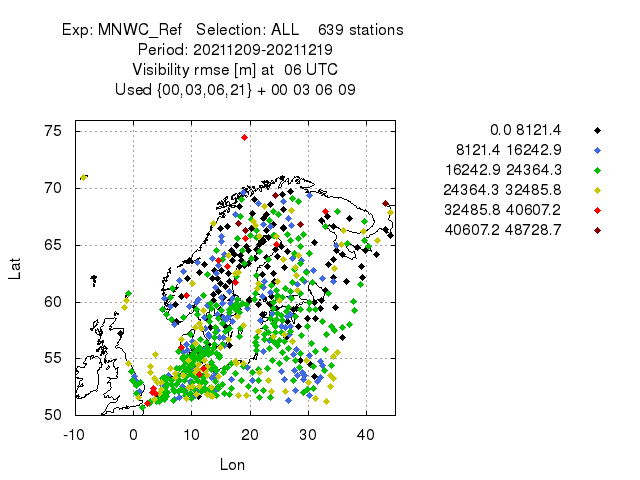 Exp: MNWC_Ref   Selection: ALL    639 stations
Period: 20211209-20211219
Visibility rmse [m] at  06 UTC
Used {00,03,06,21} + 00 03 06 09
0.0 8121.4
8121.4 16242.9
16242.9 24364.3
24364.3 32485.8
32485.8 40607.2
40607.2 48728.7
75
70
65
60
55
50
Lat
-10 0 10 20 30 40
Lon